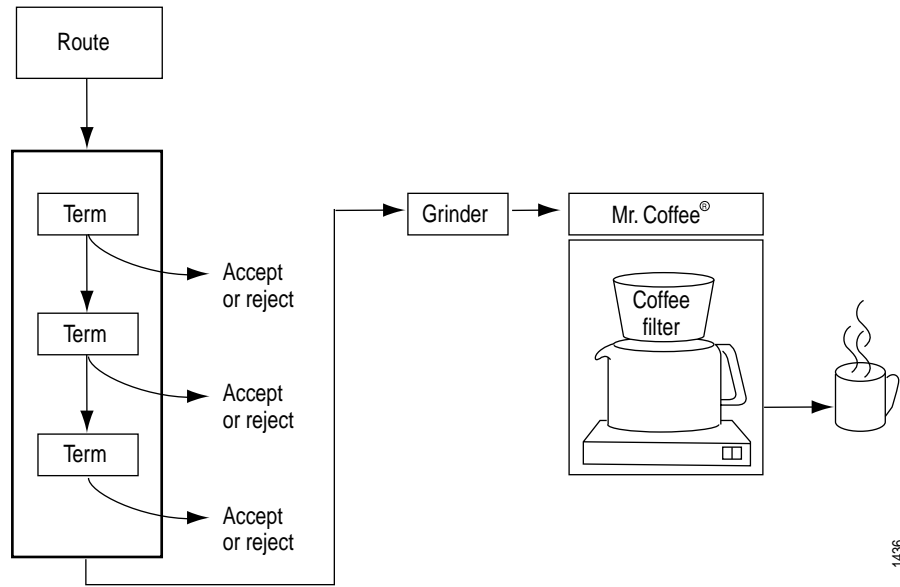 Route
Term
Accept
or reject
Term
Accept
or reject
Term
Accept
or reject
Grinder
Mr. Coffee®
Coffee
filter
1436